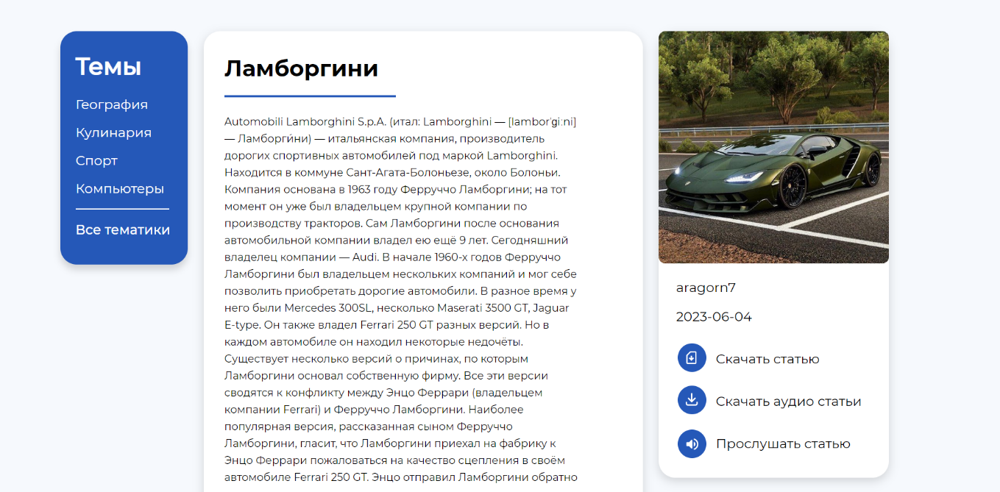 Темы
География
Кулинария
Спорт
Компьютеры
Все тематики
Ламборгини
Automobili Lamborghini S.p.A. (итал: Lamborghini — [lamborˈɡiːni]
— Ламборги́ни) — итальянская компания, производитель
дорогих спортивных автомобилей под маркой Lamborghini.
Находится в коммуне Сант-Агата-Болоньезе, около Болоньи.
Компания основана в 1963 году Ферруччо Ламборгини; на тот
момент он уже был владельцем крупной компании по
производству тракторов. Сам Ламборгини после основания
автомобильной компании владел ею ещё 9 лет. Сегодняшний
владелец компании — Audi. В начале 1960-х годов Ферруччо
Ламборгини был владельцем нескольких компаний и мог себе
позволить приобретать дорогие автомобили. В разное время у
него были Mercedes 300SL, несколько Maserati 3500 GT, Jaguar
E-type. Он также владел Ferrari 250 GT разных версий. Но в
каждом автомобиле он находил некоторые недочёты.
Существует несколько версий о причинах, по которым
Ламборгини основал собственную фирму. Все эти версии
сводятся к конфликту между Энцо Феррари (владельцем
компании Ferrari) и Ферруччо Ламборгини. Наиболее
популярная версия, рассказанная сыном Ферруччо
Ламборгини, гласит, что Ламборгини приехал на фабрику к
Энцо Феррари пожаловаться на качество сцепления в своём
автомобиле Ferrari 250 GT. Энцо отправил Ламборгини обратно
aragorn7
2023-06-04
Скачать статью
Скачать аудио статьи
Прослушать статью